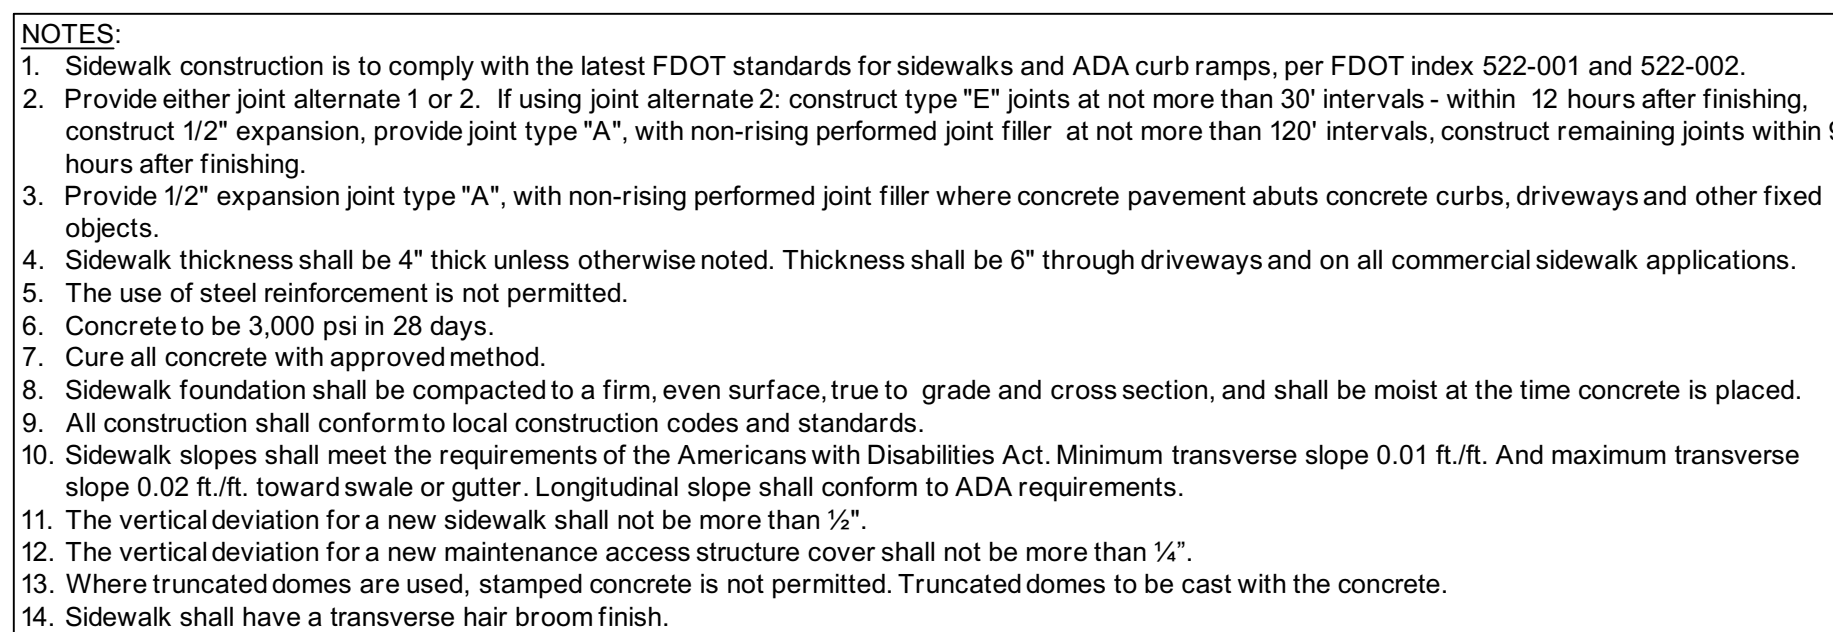 NOTES:
1. Sidewalk construction is to comply with the latest FDOT standards for sidewalks and ADA curb ramps, per FDOT index 522-001 and 522-002.
2. Provide either joint alternate 1 or 2. If using joint alternate 2: construct type "E" joints at not more than 30' intervals - within 12 hours after finishing,
construct 1/2" expansion, provide joint type "A", with non-rising performed joint filler at not more than 120' intervals, construct remaining joints within
hours after finishing.
3. Provide 1/2" expansion joint type "A", with non-rising performed joint filler where concrete pavement abuts concrete curbs, driveways and other fixed
objects.
4. Sidewalk thickness shall be 4" thick unless otherwise noted. Thickness shall be 6" through driveways and on all commercial sidewalk applications.
5. The use of steel reinforcement is not permitted.
6. Concrete to be 3,000 psi in 28 days.
7. Cure all concrete with approved method.
8. Sidewalk foundation shall be compacted to a firm, even surface, true to grade and cross section, and shall be moist at the time concrete is placed.
9. All construction shall conform to local construction codes and standards.
10. Sidewalk slopes shall meet the requirements of the Americans with Disabilities Act. Minimum transverse slope 0.01 ft./ft. And maximum transverse
slope 0.02 ft./ft. toward swale or gutter. Longitudinal slope shall conform to ADA requirements.
11. The vertical deviation for a new sidewalk shall not be more than ½".
12. The vertical deviation for a new maintenance access structure cover shall not be more than ¼”.
13. Where truncated domes are used, stamped concrete is not permitted. Truncated domes to be cast with the concrete.
14. Sidewalk shall have a transverse hair broom finish.